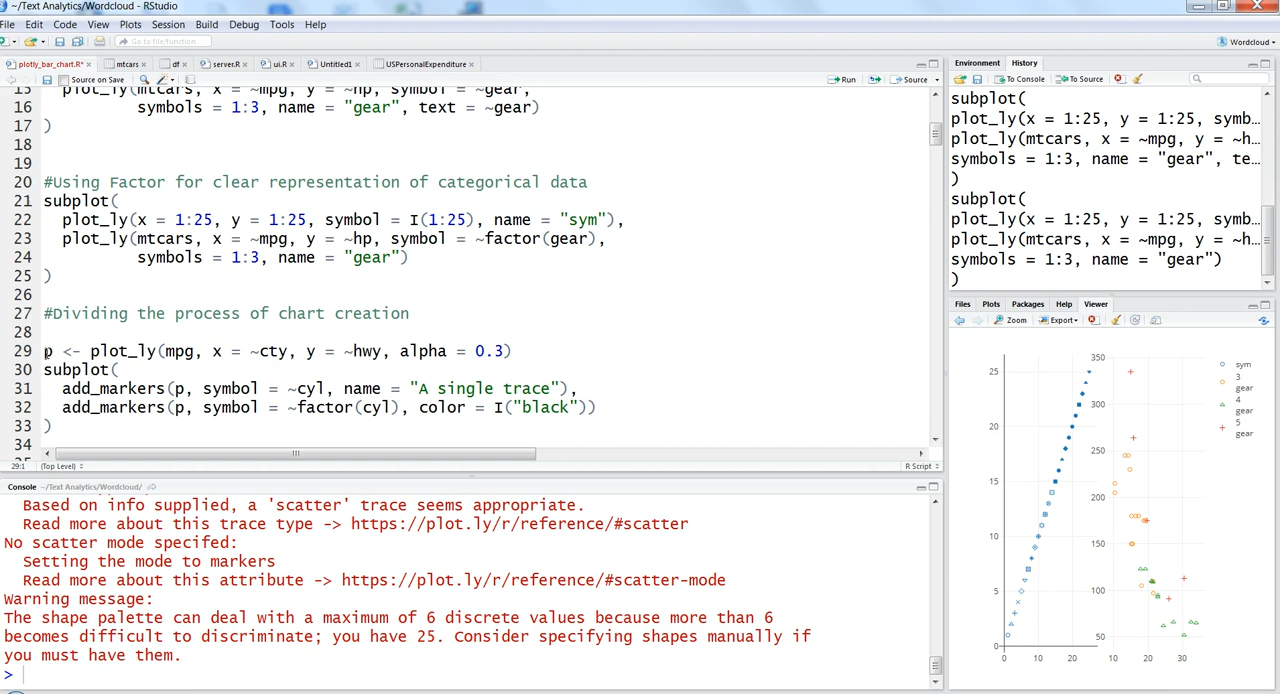 ~/Text Analytics/Wordcloud - RStudio
File Edit Code View Plots Session Build Debug Tools Help
Go to file/function
Wordcloud
plotly_bar_chart.R* mtcars df server.R ui.R Untitled1 USPersonalExpenditure
Source on Save Run Source
15 plot_ly(mtcars, x = ~mpg, y = ~hp, symbol = ~gear,
16 symbols = 1:3, name = "gear", text = ~gear)
17 )
18
19
20 #Using Factor for clear representation of categorical data
21 subplot(
22 plot_ly(x = 1:25, y = 1:25, symbol = I(1:25), name = "sym"),
23 plot_ly(mtcars, x = ~mpg, y = ~hp, symbol = ~factor(gear),
24 symbols = 1:3, name = "gear")
25 )
26
27 #Dividing the process of chart creation
28
29 p <- plot_ly(mpg, x = ~cty, y = ~hwy, alpha = 0.3)
30 subplot(
31 add_markers(p, symbol = ~cyl, name = "A single trace"),
32 add_markers(p, symbol = ~factor(cyl), color = I("black"))
33 )
34
29:1 (Top Level) R Script
Console ~/Text Analytics/Wordcloud/
Based on info supplied, a 'scatter' trace seems appropriate.
Read more about this trace type -> https://plot.ly/r/reference/#scatter
No scatter mode specifed:
Setting the mode to markers
Read more about this attribute -> https://plot.ly/r/reference/#scatter-mode
Warning message:
The shape palette can deal with a maximum of 6 discrete values because more than 6
becomes difficult to discriminate; you have 25. Consider specifying shapes manually if
you must have them.
>
Environment History
To Console To Source
subplot(
plot_ly(x = 1:25, y = 1:25, symb...
plot_ly(mtcars, x = ~mpg, y = ~h...
symbols = 1:3, name = "gear", te...
)
subplot(
plot_ly(x = 1:25, y = 1:25, symb...
plot_ly(mtcars, x = ~mpg, y = ~h...
symbols = 1:3, name = "gear")
)
Files Plots Packages Help Viewer
Zoom Export
25
20
15
10
5
0
0 10 20
350
300
250
200
150
100
50
10 20 30
sym
3
gear
4
gear
5
gear